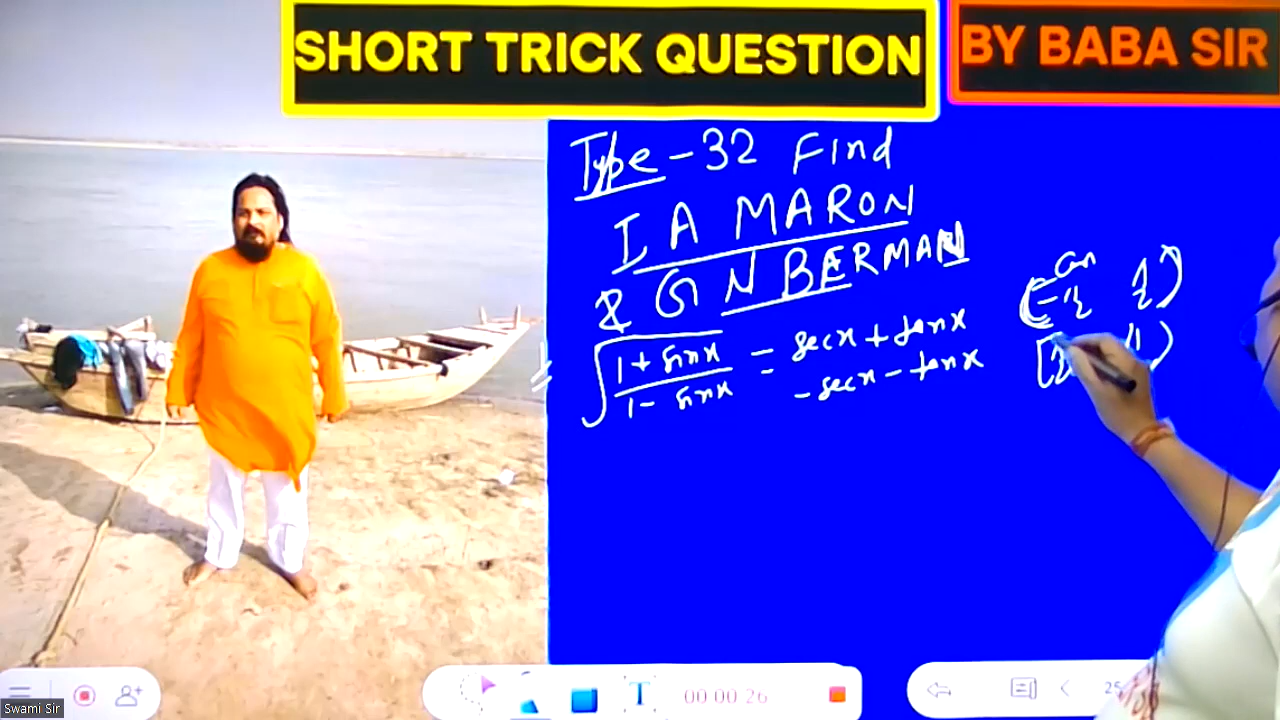 SHORT TRICK QUESTION
BY BABA SIR
Type-32 Find
I A MARON
& G N BERMAN
√(1+sinx / 1-sinx) = secx + tanx
-secx - tanx
00:00:26
25
Swami Sir